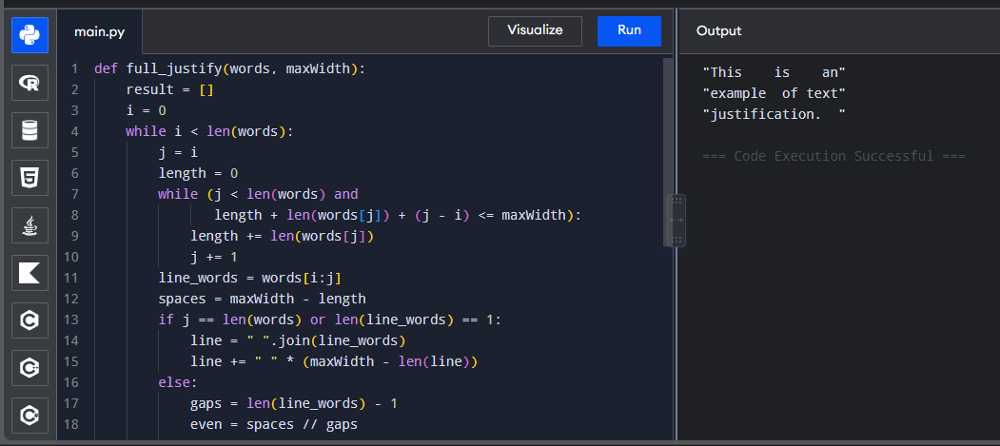 main.py
Visualize
Run
Output
1 def full_justify(words, maxWidth):
2     result = []
3     i = 0
4     while i < len(words):
5         j = i
6         length = 0
7         while (j < len(words) and
8                length + len(words[j]) + (j - i) <= maxWidth):
9             length += len(words[j])
10             j += 1
11         line_words = words[i:j]
12         spaces = maxWidth - length
13         if j == len(words) or len(line_words) == 1:
14             line = " ".join(line_words)
15             line += " " * (maxWidth - len(line))
16         else:
17             gaps = len(line_words) - 1
18             even = spaces // gaps
"This    is    an"
"example  of text"
"justification.  "
=== Code Execution Successful ===